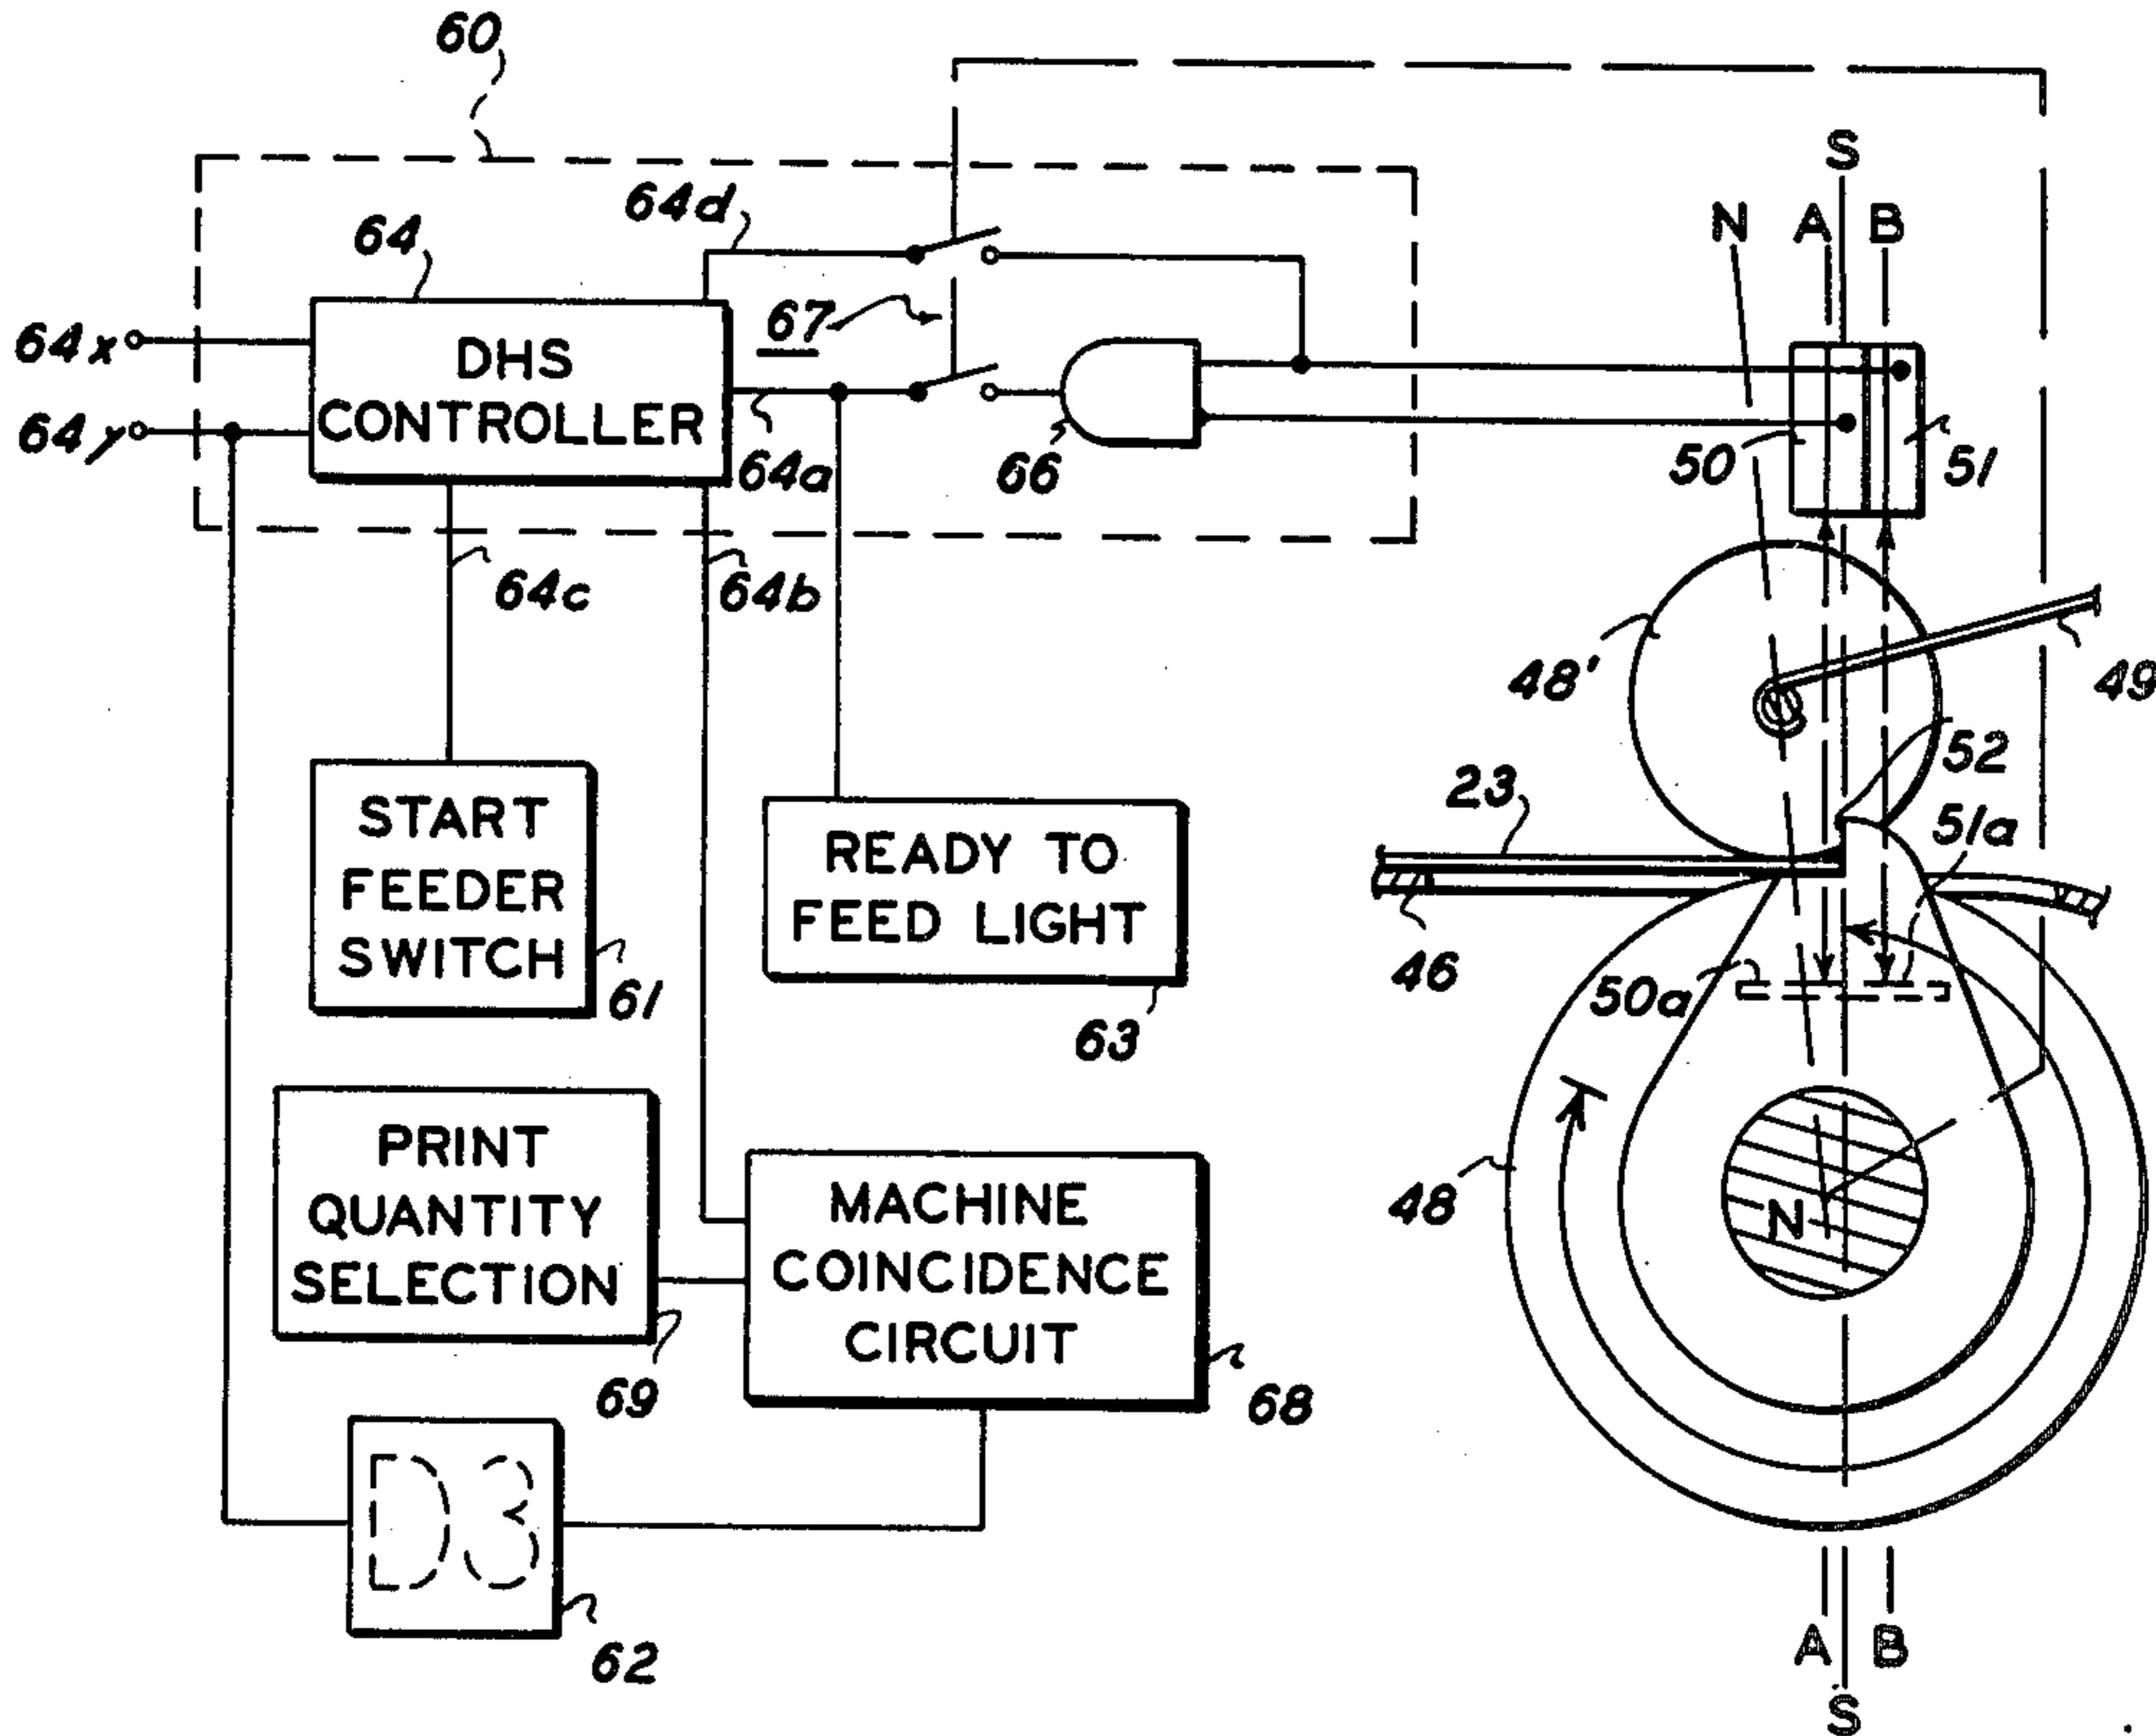 60
S
64d
N A B
64
67
64x
DHS
CONTROLLER
64y
64a
66
50
51
64c
64b
48'
49
52
23
51a
START
FEEDER
SWITCH
61
READY TO
FEED LIGHT
63
46
50a
PRINT
QUANTITY
SELECTION
69
MACHINE
COINCIDENCE
CIRCUIT
68
48
N
D3
62
A B
S